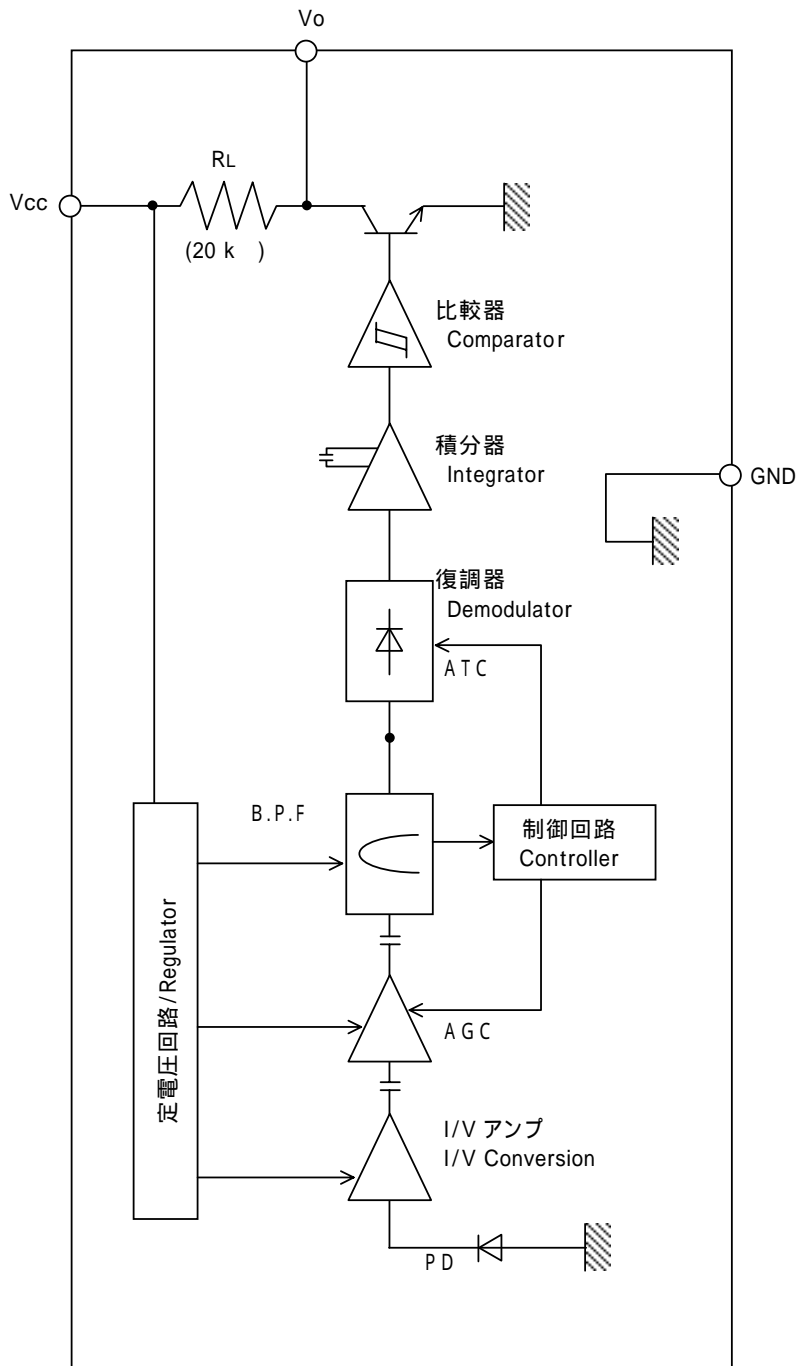 Vo
RL
Vcc
(20 k )
比較器
Comparator
積分器
Integrator
GND
復調器
Demodulator
ATC
B.P.F
制御回路
Controller
定電圧回路/Regulator
AGC
I/V アンプ
I/V Conversion
PD